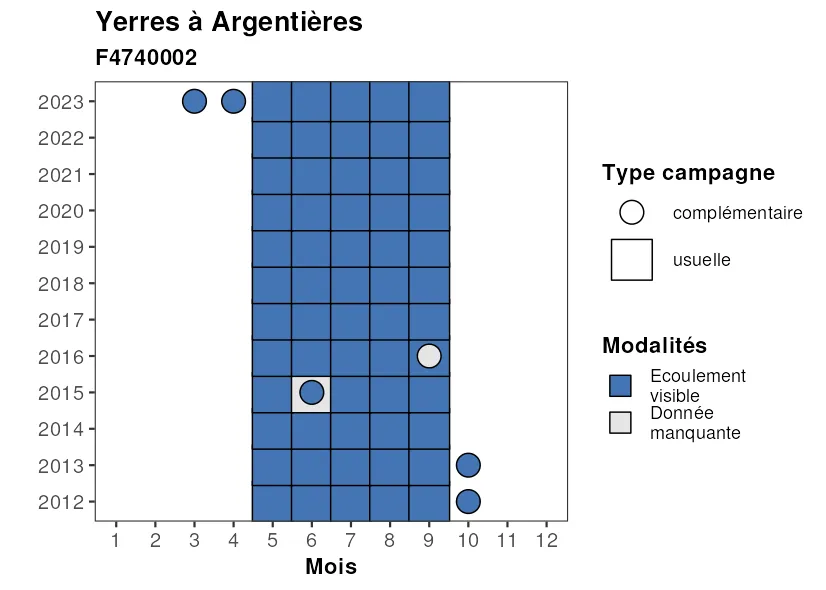 Yerres à Argentières
F4740002
2023
2022
2021
2020
2019
2018
2017
2016
2015
2014
2013
2012
1 2 3 4 5 6 7 8 9 10 11 12
Mois
Type campagne
complémentaire
usuelle
Modalités
Ecoulement
visible
Donnée
manquante